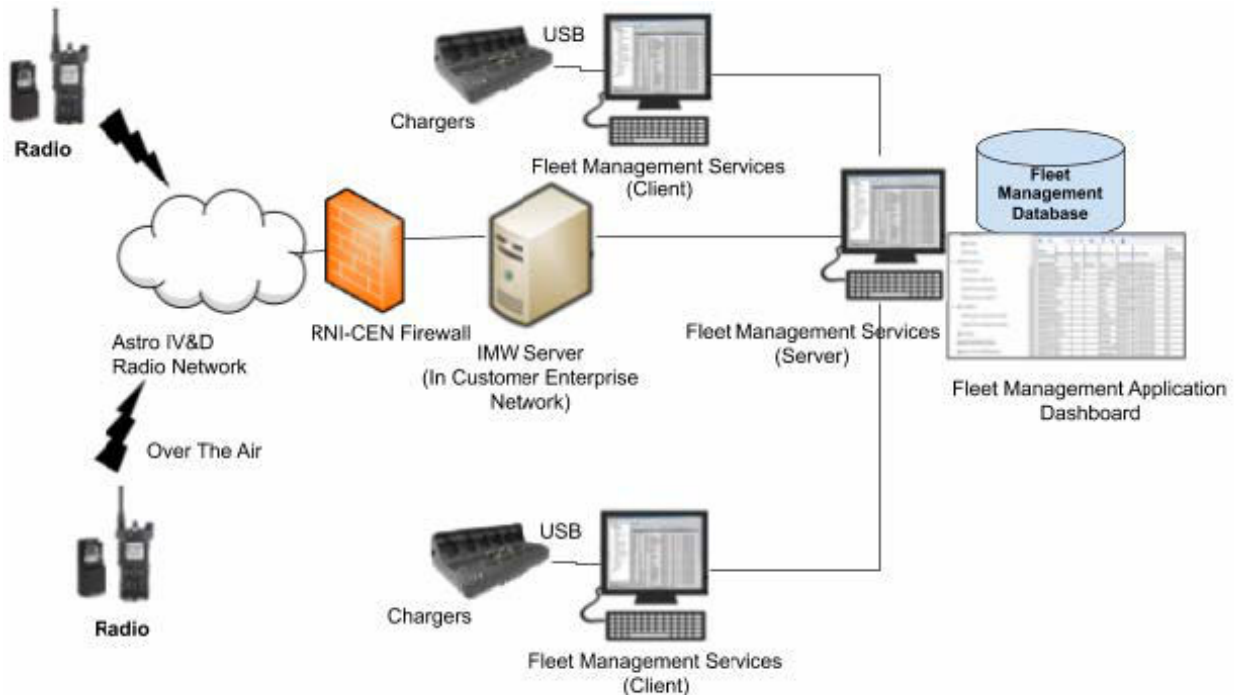 USB
Chargers
Radio
Fleet Management Services
(Client)
Fleet
Management
Database
RNI-CEN Firewall
Astro IV&D
Radio Network
IMW Server
(In Customer Enterprise
Network)
Fleet Management Services
(Server)
Fleet Management Application
Dashboard
Over The Air
USB
Chargers
Radio
Fleet Management Services
(Client)